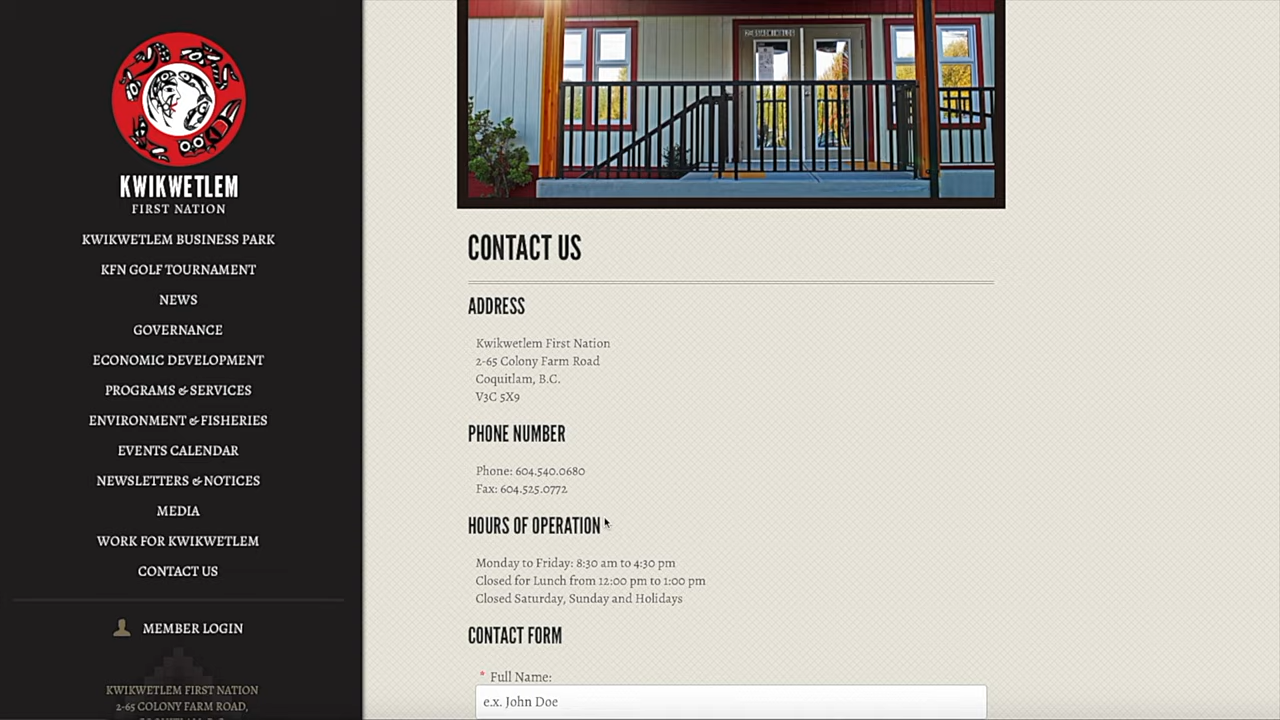 KWIKWETLEM
FIRST NATION
KWIKWETLEM BUSINESS PARK
KFN GOLF TOURNAMENT
NEWS
GOVERNANCE
ECONOMIC DEVELOPMENT
PROGRAMS & SERVICES
ENVIRONMENT & FISHERIES
EVENTS CALENDAR
NEWSLETTERS & NOTICES
MEDIA
WORK FOR KWIKWETLEM
CONTACT US
MEMBER LOGIN
KWIKWETLEM FIRST NATION
2-65 COLONY FARM ROAD,
CONTACT US
ADDRESS
Kwikwetlem First Nation
2-65 Colony Farm Road
Coquitlam, B.C.
V3C 5X9
PHONE NUMBER
Phone: 604.540.0680
Fax: 604.525.0772
HOURS OF OPERATION
Monday to Friday: 8:30 am to 4:30 pm
Closed for Lunch from 12:00 pm to 1:00 pm
Closed Saturday, Sunday and Holidays
CONTACT FORM
* Full Name:
e.x. John Doe